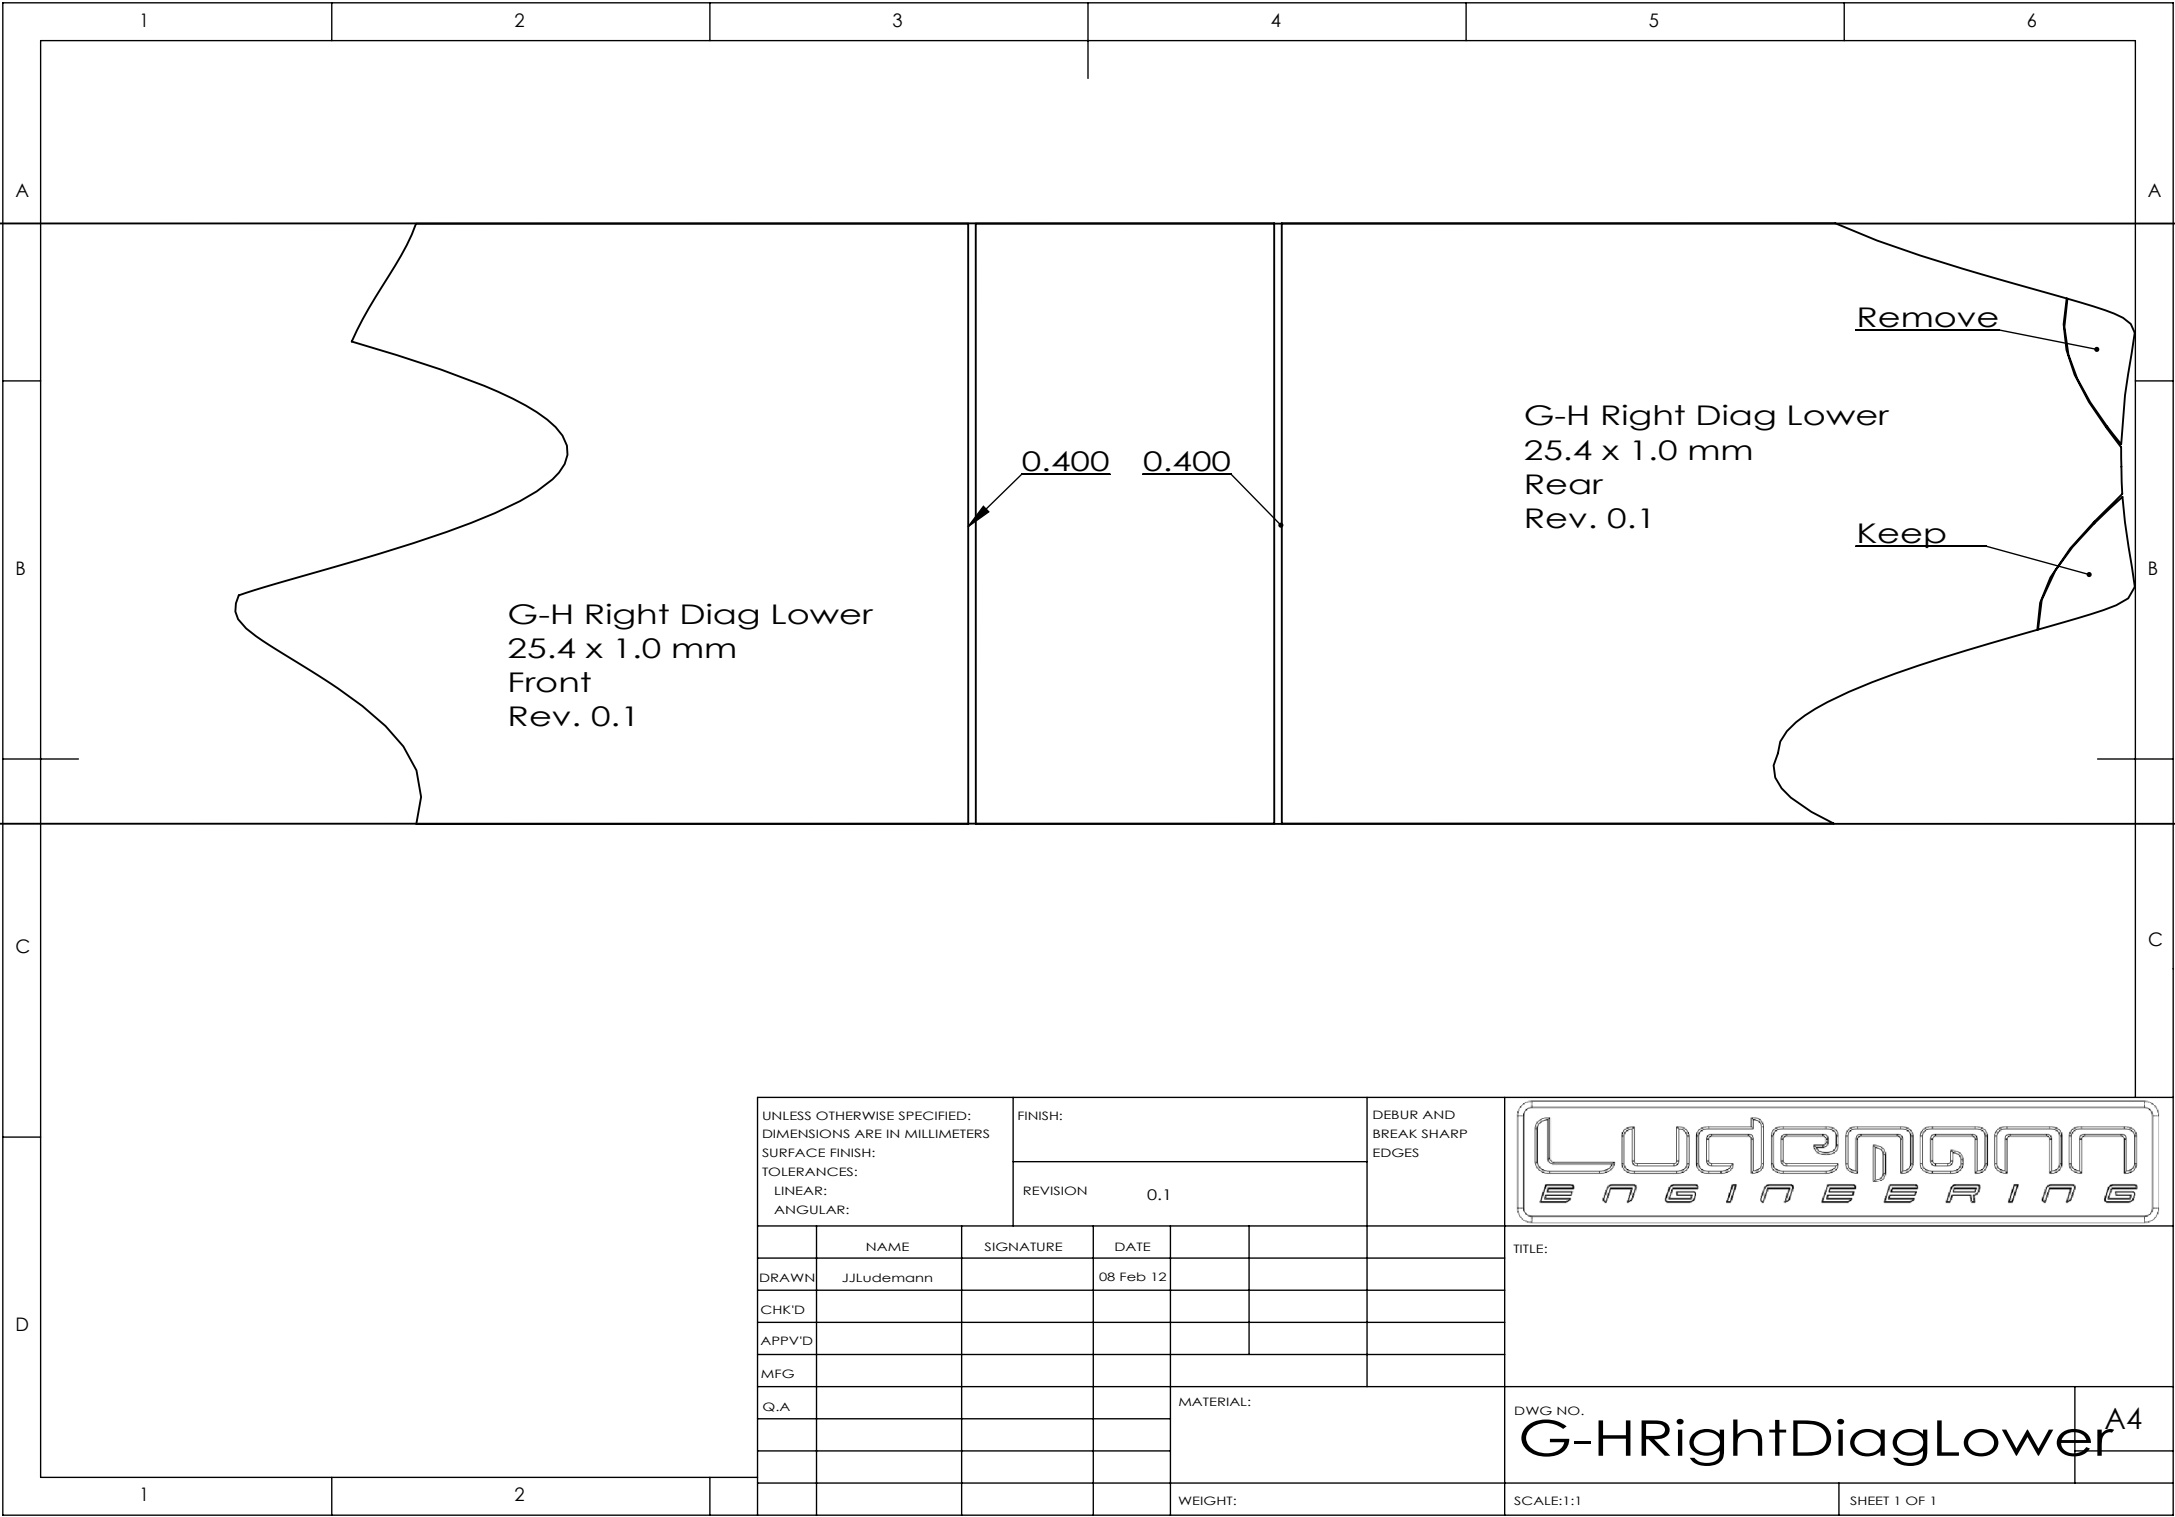 1 2 3 4 5 6
A A
Remove
G-H Right Diag Lower
25.4 x 1.0 mm
Rear
Rev. 0.1
0.400 0.400
Keep
B B
G-H Right Diag Lower
25.4 x 1.0 mm
Front
Rev. 0.1
C C
D
UNLESS OTHERWISE SPECIFIED:
DIMENSIONS ARE IN MILLIMETERS
SURFACE FINISH:
TOLERANCES:
LINEAR:
ANGULAR:
FINISH:
REVISION 0.1
DEBUR AND
BREAK SHARP
EDGES
Ludemann
ENGINEERING
NAME SIGNATURE DATE
DRAWN JJLudemann 08 Feb 12
CHK'D
APPV'D
MFG
Q.A
MATERIAL:
WEIGHT:
TITLE:
DWG NO.
G-HRightDiagLower
A4
SCALE:1:1
SHEET 1 OF 1
1 2